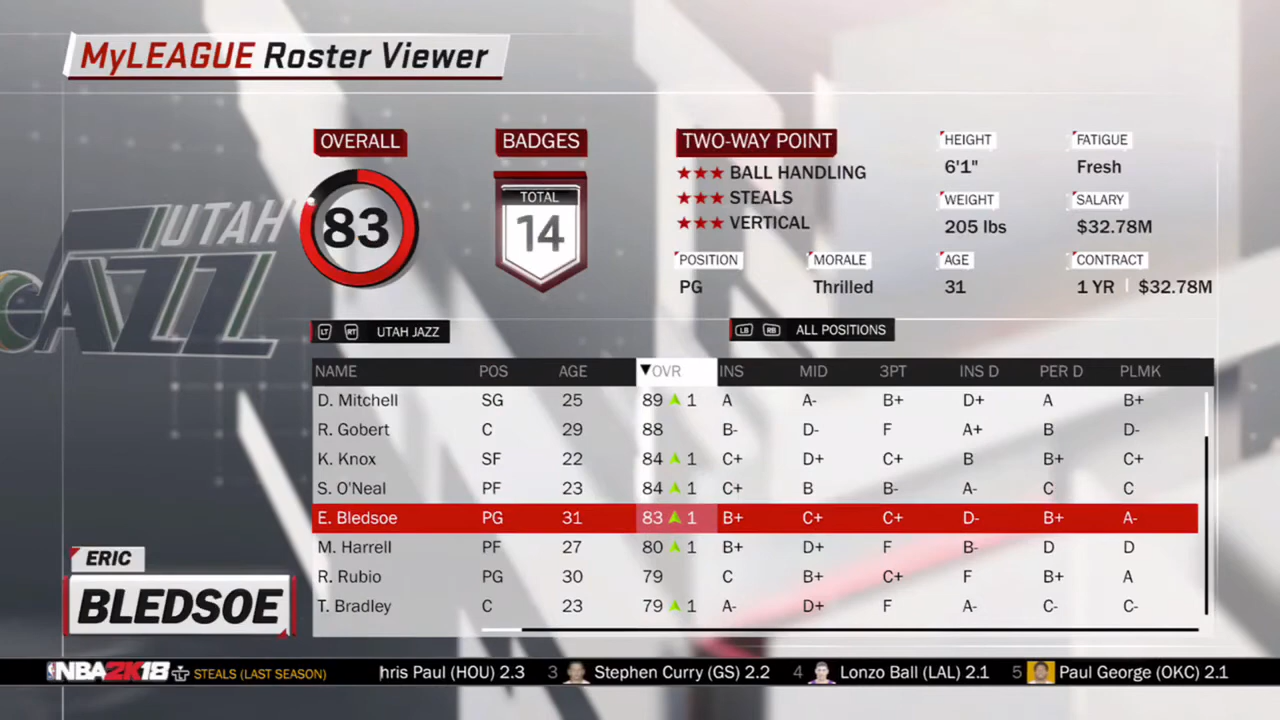 MyLEAGUE Roster Viewer
OVERALL
83
BADGES
TOTAL
14
TWO-WAY POINT
★★★ BALL HANDLING
★★★ STEALS
★★★ VERTICAL
HEIGHT
6'1"
FATIGUE
Fresh
WEIGHT
205 lbs
SALARY
$32.78M
POSITION
PG
MORALE
Thrilled
AGE
31
CONTRACT
1 YR $32.78M
UTAH
JAZZ
LT RT UTAH JAZZ
LB RB ALL POSITIONS
NAME POS AGE ▼OVR INS MID 3PT INS D PER D PLMK
D. Mitchell SG 25 89 ▲ 1 A A- B+ D+ A B+
R. Gobert C 29 88 B- D- F A+ B D-
K. Knox SF 22 84 ▲ 1 C+ D+ C+ B B+ C+
S. O'Neal PF 23 84 ▲ 1 C+ B B- A- C C
E. Bledsoe PG 31 83 ▲ 1 B+ C+ C+ D- B+ A-
M. Harrell PF 27 80 ▲ 1 B+ D+ F B- D D
R. Rubio PG 30 79 C B+ C+ F B+ A
T. Bradley C 23 79 ▲ 1 A- D+ F A- C- C-
ERIC
BLEDSOE
NBA 2K18 STEALS (LAST SEASON) hris Paul (HOU) 2.3 3 Stephen Curry (GS) 2.2 4 Lonzo Ball (LAL) 2.1 5 Paul George (OKC) 2.1